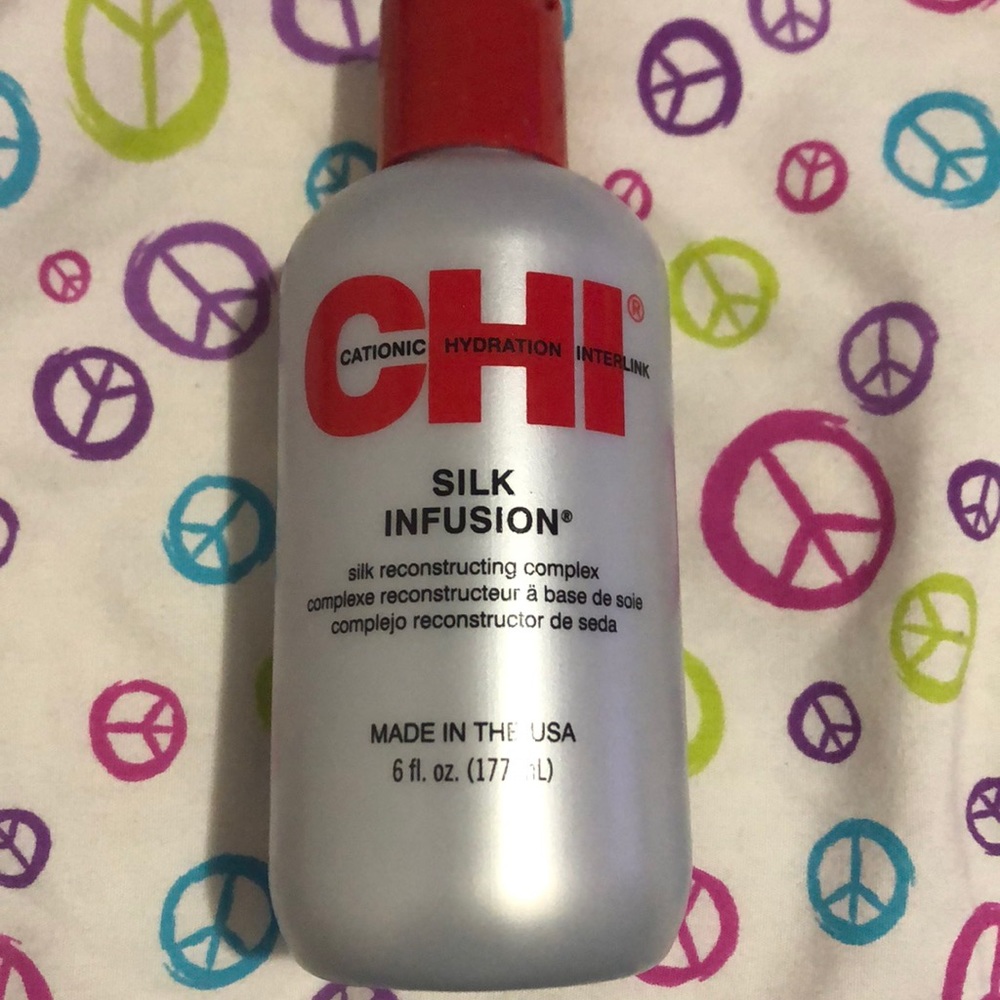 CHI®
CATIONIC HYDRATION INTERLINK
SILK
INFUSION®
silk reconstructing complex
complexe reconstructeur à base de soie
complejo reconstructor de seda
MADE IN THE USA
6 fl. oz. (177 mL)